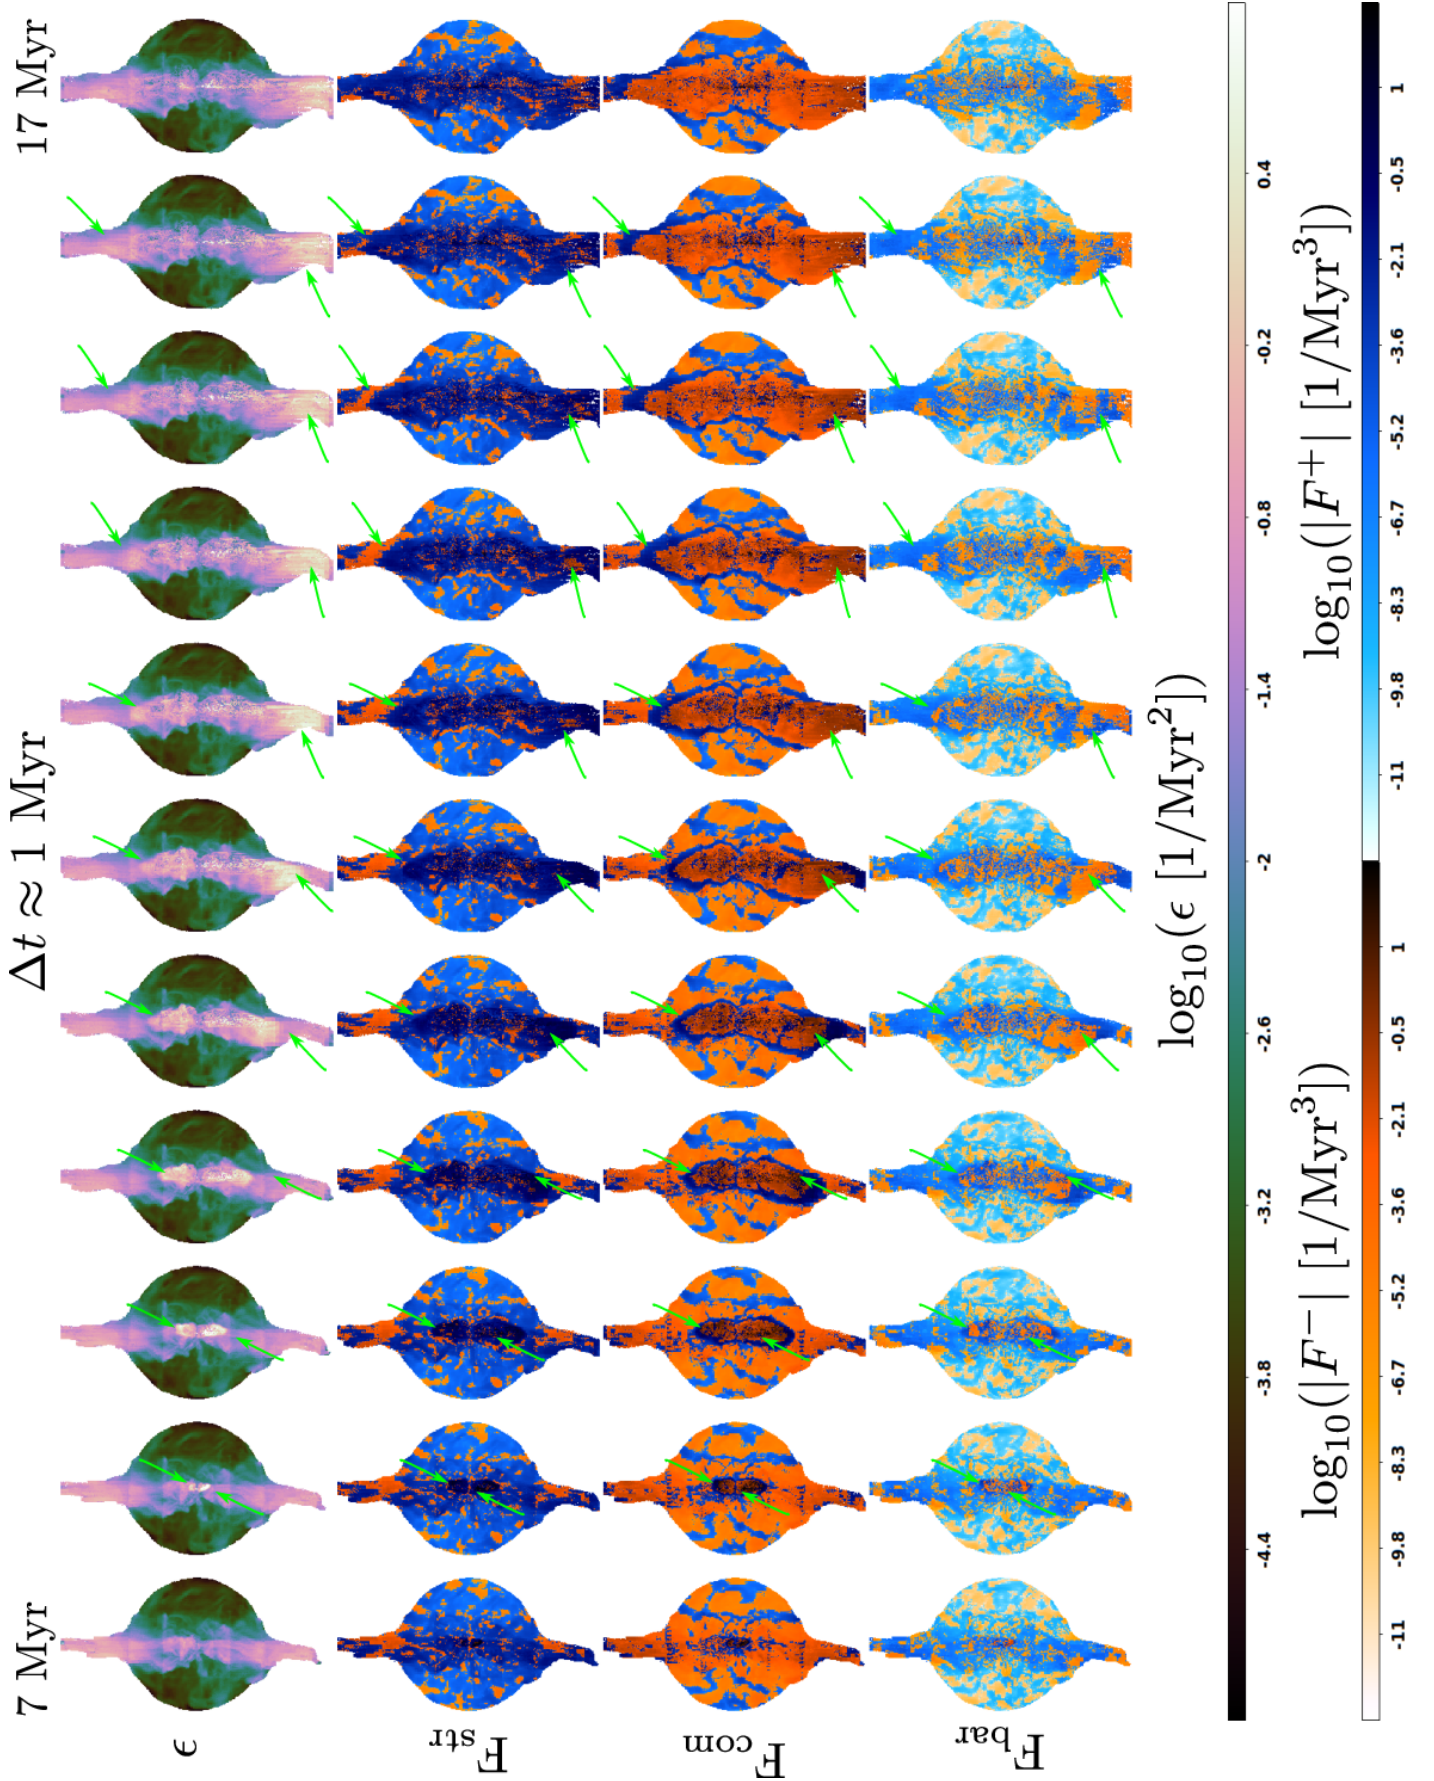 7 Myr
Δt ≈ 1 Myr
17 Myr
ϵ
F_str
F_com
F_bar
-4.4 -3.8 -3.2 -2.6 -2 -1.4 -0.8 -0.2 0.4
log₁₀(ϵ [1/Myr²])
log₁₀(|F⁻| [1/Myr³])
log₁₀(|F⁺| [1/Myr³])
-11 -9.8 -8.3 -6.7 -5.2 -3.6 -2.1 -0.5 1 -11 -9.8 -8.3 -6.7 -5.2 -3.6 -2.1 -0.5 1